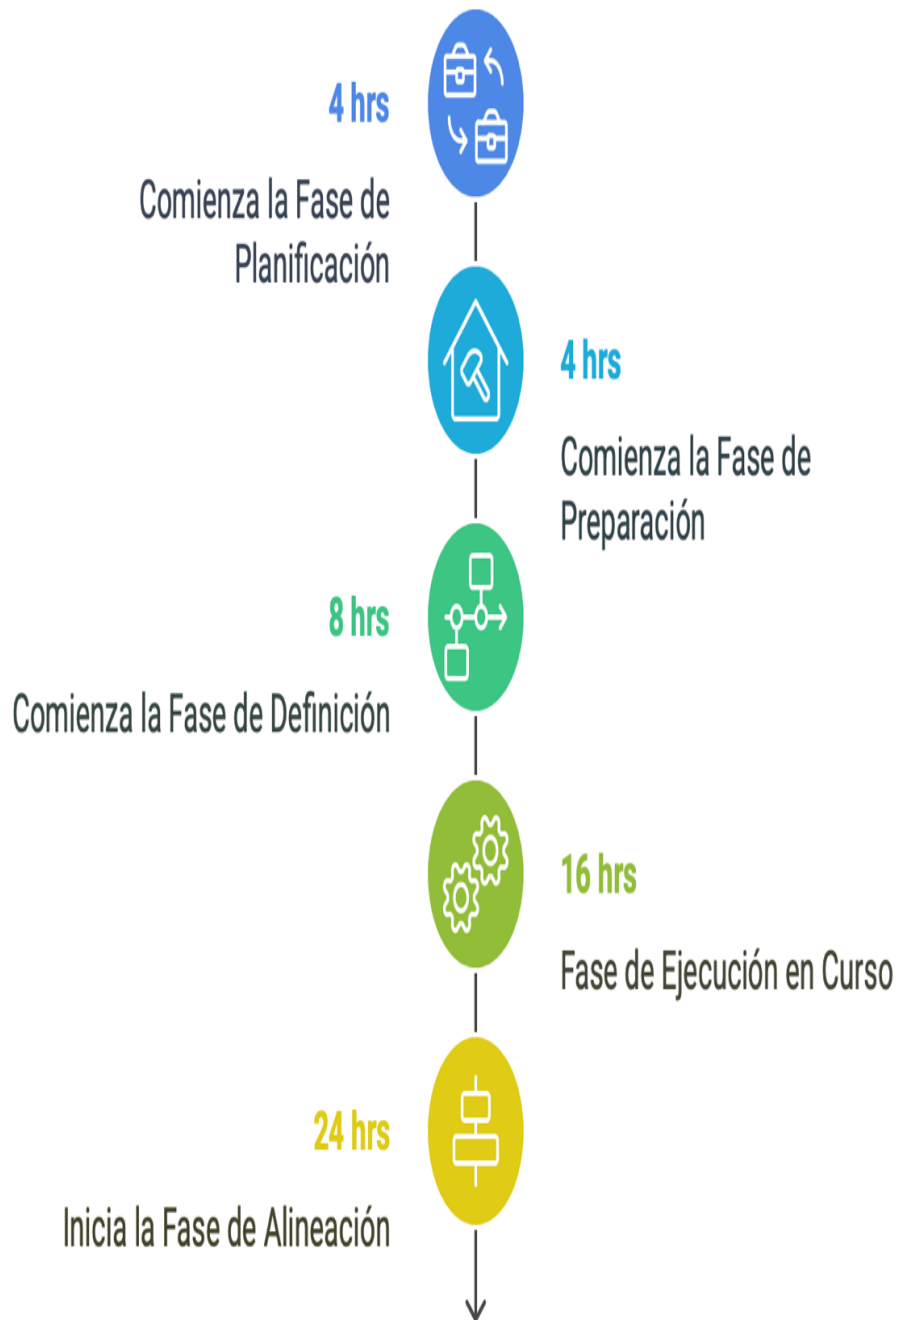 4 hrs
Comienza la Fase de
Planificación
4 hrs
Comienza la Fase de
Preparación
8 hrs
Comienza la Fase de Definición
16 hrs
Fase de Ejecución en Curso
24 hrs
Inicia la Fase de Alineación